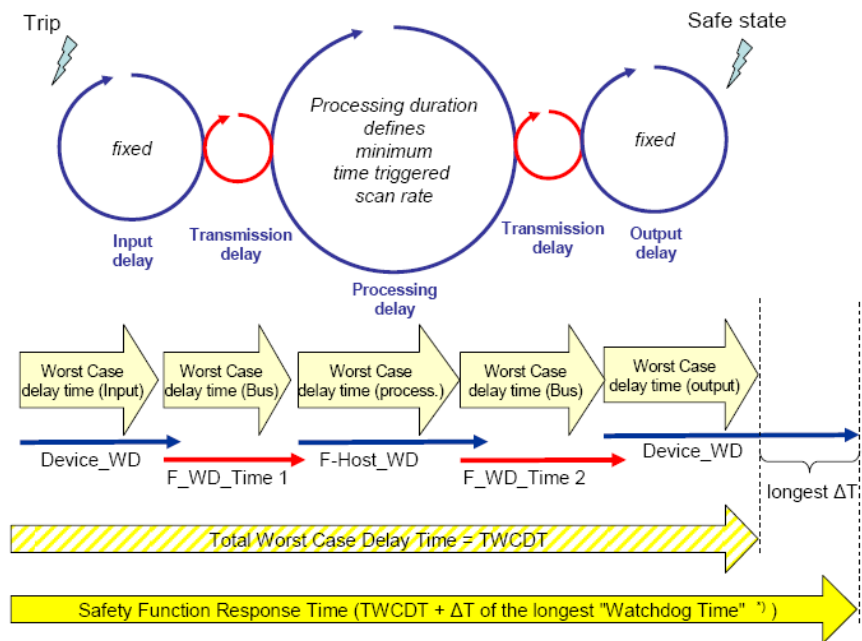 Trip
Safe state
fixed
Processing duration
defines
minimum
time triggered
scan rate
fixed
Input
delay
Transmission
delay
Processing
delay
Transmission
delay
Output
delay
Worst Case
delay time (Input)
Worst Case
delay time (Bus)
Worst Case
delay time (process.)
Worst Case
delay time (Bus)
Worst Case
delay time (output)
Device_WD
F_WD_Time 1
F-Host_WD
F_WD_Time 2
Device_WD
longest ΔT
Total Worst Case Delay Time = TWCDT
Safety Function Response Time (TWCDT + ΔT of the longest "Watchdog Time" *) )